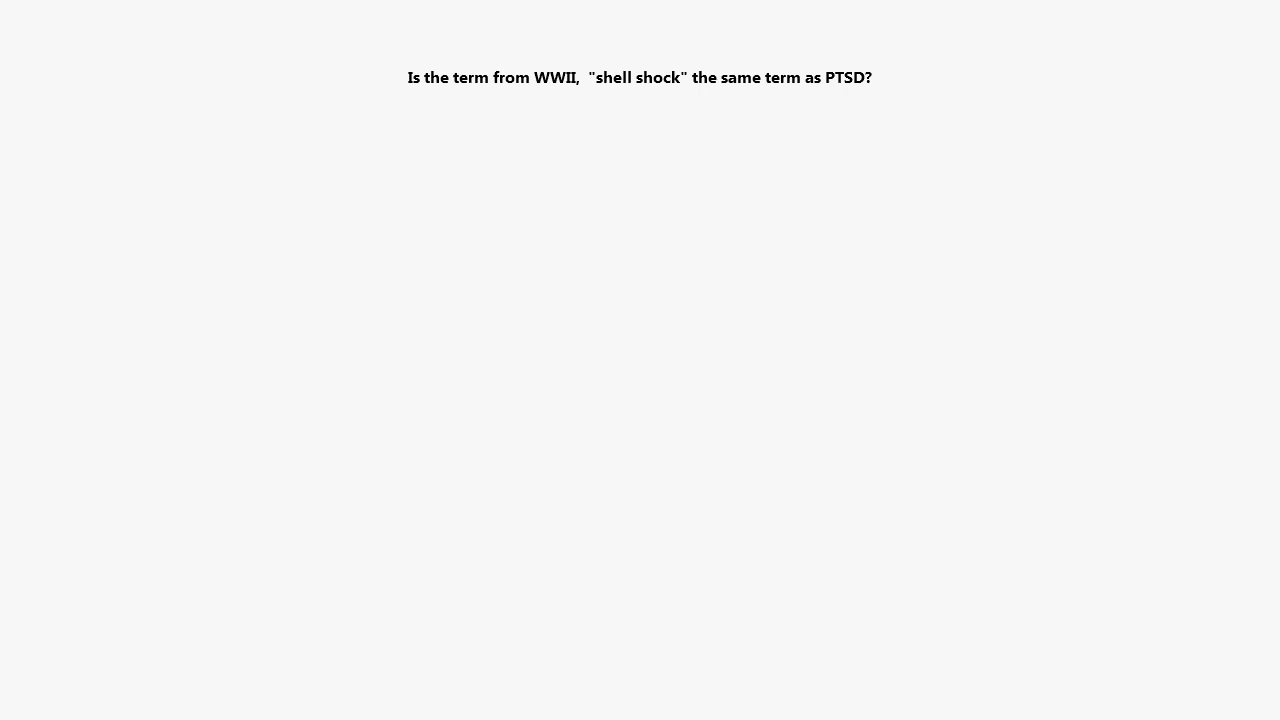 Is the term from WWII,  "shell shock" the same term as PTSD?